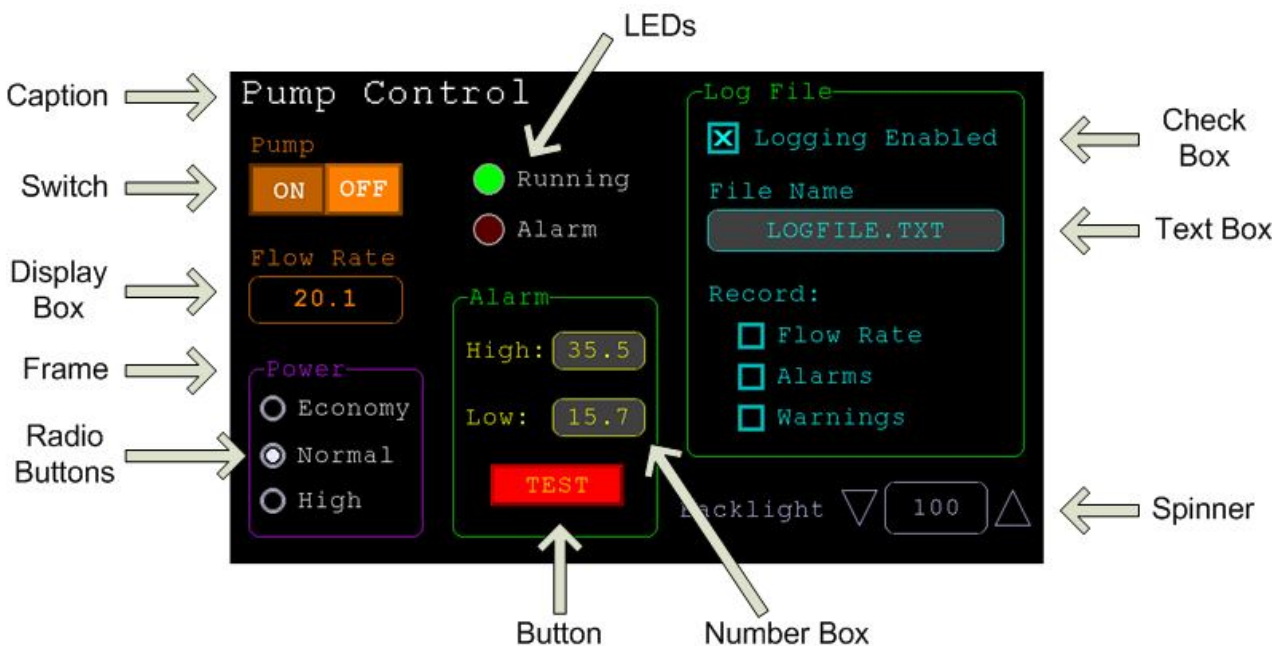 LEDs
Caption
Pump Control
Log File
Logging Enabled
Check
Box
Pump
Switch
ON OFF
Running
File Name
LOGFILE.TXT
Text Box
Alarm
Display
Box
Flow Rate
20.1
Alarm
Record:
Flow Rate
High: 35.5
Alarms
Frame
Power
Economy
Low: 15.7
Warnings
Radio
Buttons
Normal
High
TEST
100
Spinner
Button
Number Box